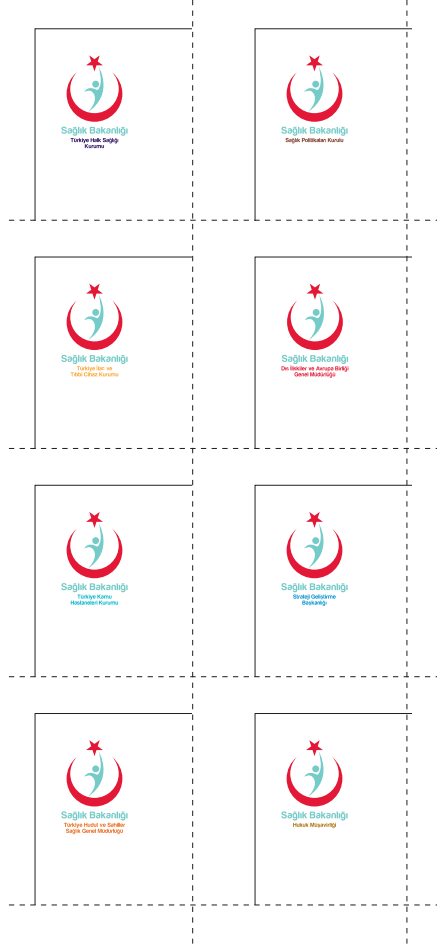 Sağlık Bakanlığı
Türkiye Halk Sağlığı
Kurumu
Sağlık Bakanlığı
Sağlık Politikaları Kurulu
Sağlık Bakanlığı
Türkiye İlaç ve
Tıbbi Cihaz Kurumu
Sağlık Bakanlığı
Dış İlişkiler ve Avrupa Birliği
Genel Müdürlüğü
Sağlık Bakanlığı
Türkiye Kamu
Hastaneleri Kurumu
Sağlık Bakanlığı
Strateji Geliştirme
Başkanlığı
Sağlık Bakanlığı
Türkiye Hudut ve Sahiller
Sağlık Genel Müdürlüğü
Sağlık Bakanlığı
Hukuk Müşavirliği